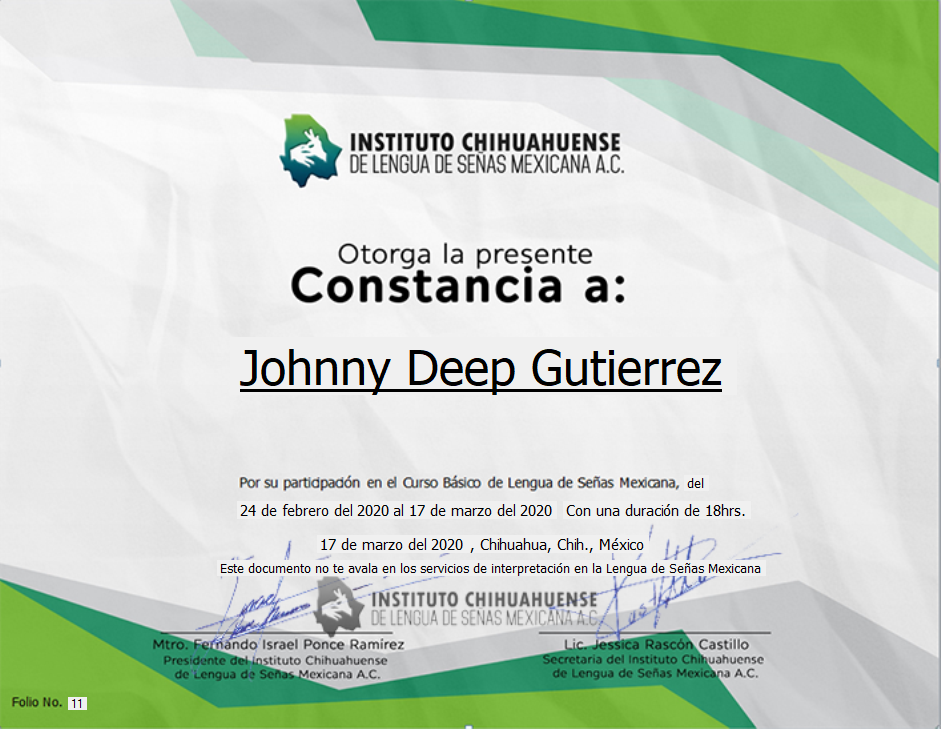 INSTITUTO CHIHUAHUENSE
DE LENGUA DE SEÑAS MEXICANA A.C.
Otorga la presente
Constancia a:
Johnny Deep Gutierrez
Por su participación en el Curso Básico de Lengua de Señas Mexicana, del
24 de febrero del 2020 al 17 de marzo del 2020 Con una duración de 18hrs.
17 de marzo del 2020 , Chihuahua, Chih., México
Este documento no te avala en los servicios de interpretación en la Lengua de Señas Mexicana
INSTITUTO CHIHUAHUENSE
DE LENGUA DE SEÑAS MEXICANA A.C.
Mtro. Fernándo Israel Ponce Ramírez
Presidente del Instituto Chihuahuense
de Lengua de Señas Mexicana A.C.
Lic. Jessica Rascón Castillo
Secretaria del Instituto Chihuahuense
de Lengua de Señas Mexicana A.C.
Folio No. 11